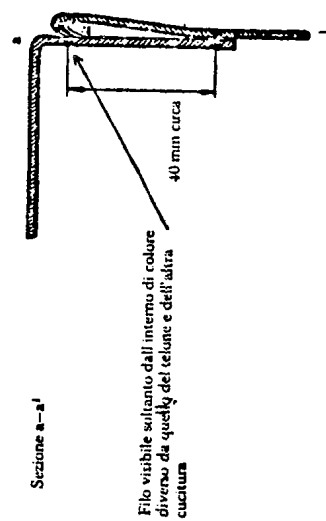 Sezione a-a¹
a
40 mm circa
Filo visibile soltanto dall'interno di colore
diverso da quello del telone e dell'altra
cucitura